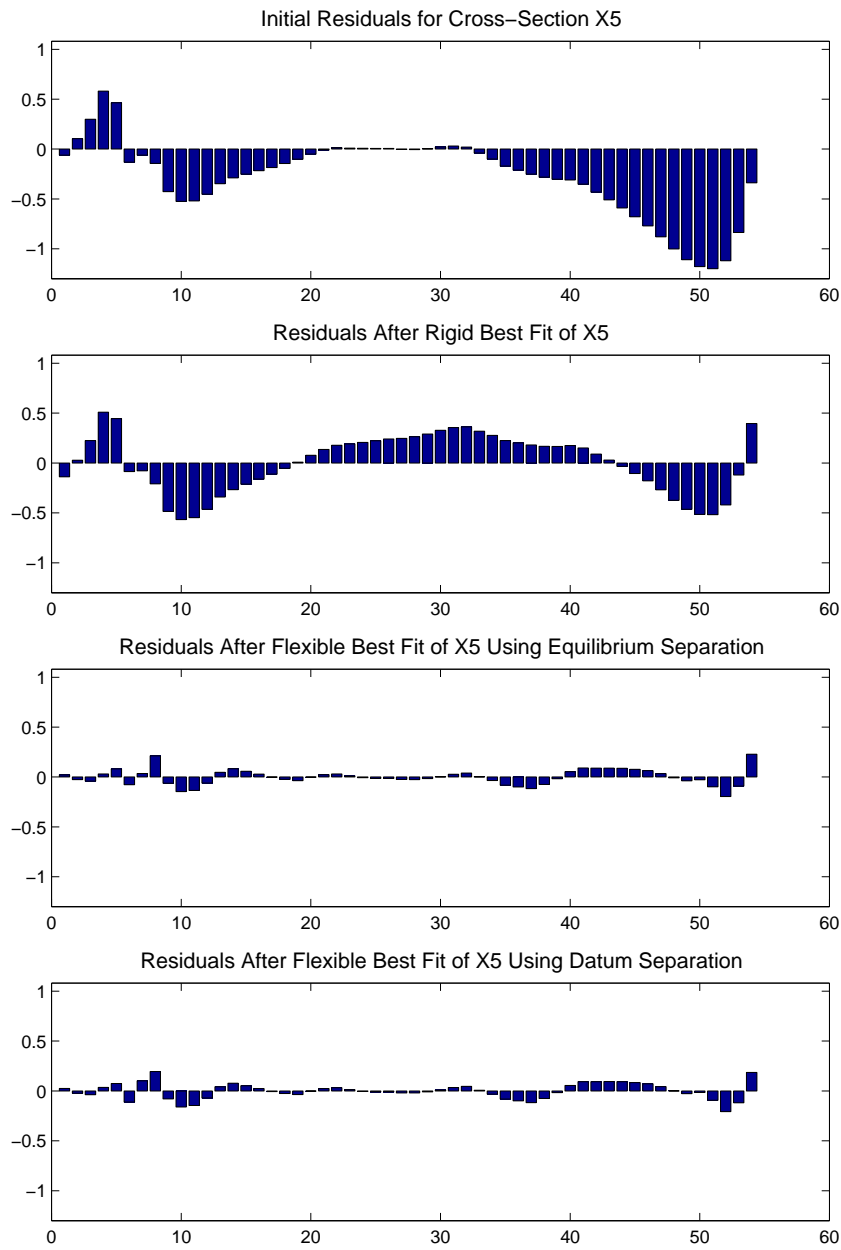 Initial Residuals for Cross−Section X5
1
0.5
0
−0.5
−1
0 10 20 30 40 50 60
Residuals After Rigid Best Fit of X5
1
0.5
0
−0.5
−1
0 10 20 30 40 50 60
Residuals After Flexible Best Fit of X5 Using Equilibrium Separation
1
0.5
0
−0.5
−1
0 10 20 30 40 50 60
Residuals After Flexible Best Fit of X5 Using Datum Separation
1
0.5
0
−0.5
−1
0 10 20 30 40 50 60